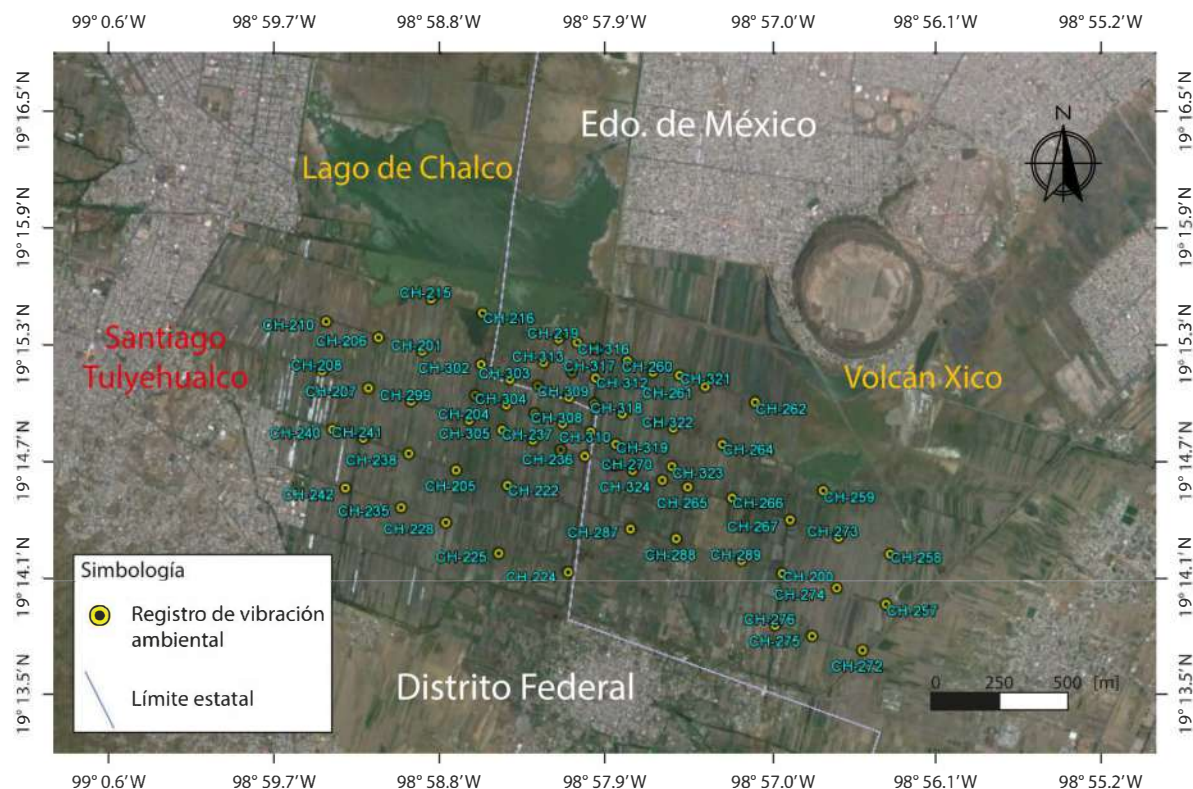 99° 0.6’W 98° 59.7’W 98° 58.8’W 98° 57.9’W 98° 57.0’W 98° 56.1’W 98° 55.2’W
19° 16.5’N
19° 16.5’N
Edo. de México
N
Lago de Chalco
19° 15.9’N
19° 15.9’N
CH-215
CH-216
CH-210
CH-206
CH-201
CH-219
CH-316
19° 15.3’N
19° 15.3’N
Santiago
Tulyehualco
CH-313
CH-317
CH-260
CH-208
CH-302
CH-303
CH-312
CH-321
CH-261
Volcán Xico
CH-207
CH-299
CH-304
CH-309
CH-318
CH-262
CH-204
CH-308
CH-322
CH-240
CH-241
CH-305
CH-237
CH-310
CH-319
CH-264
CH-238
CH-236
CH-270
19° 14.7’N
19° 14.7’N
CH-205
CH-323
CH-242
CH-222
CH-324
CH-265
CH-266
CH-259
CH-235
CH-228
CH-287
CH-267
CH-273
CH-225
CH-288
CH-289
CH-258
CH-224
CH-200
19° 14.1’N
19° 14.1’N
CH-274
CH-257
CH-276
CH-275
CH-272
Simbología
Registro de vibración
ambiental
Límite estatal
Distrito Federal
0 250 500 [m]
19° 13.5’N
19° 13.5’N
99° 0.6’W 98° 59.7’W 98° 58.8’W 98° 57.9’W 98° 57.0’W 98° 56.1’W 98° 55.2’W